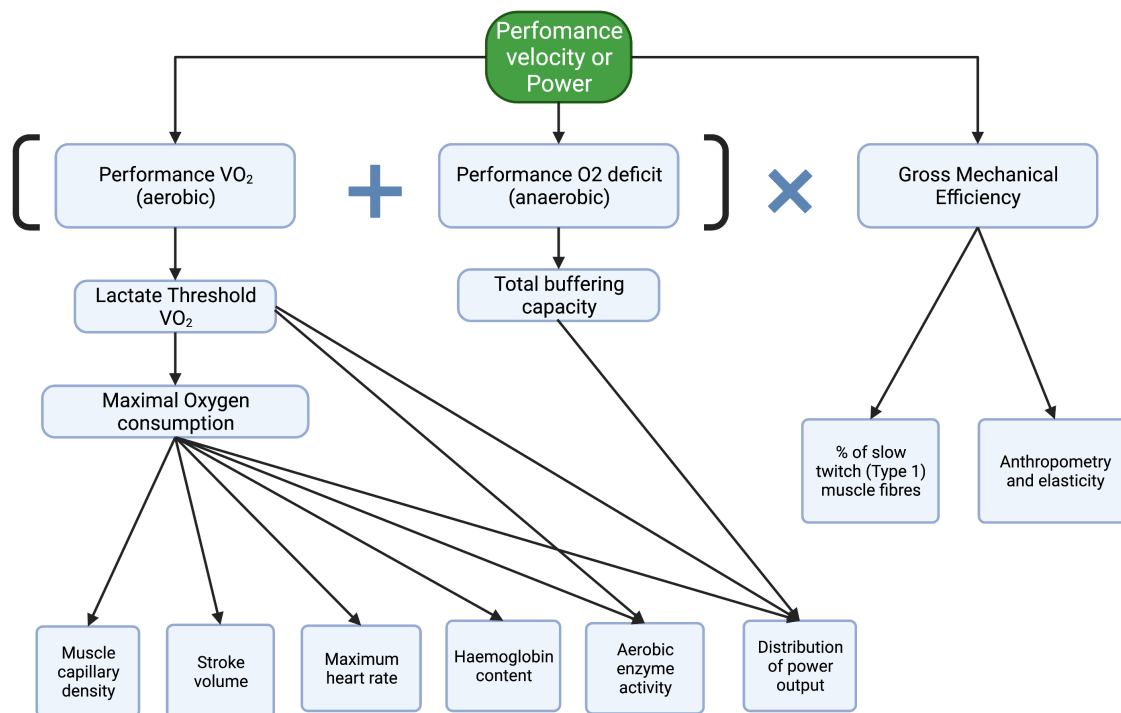 Perfomance
velocity or
Power
Performance VO₂
(aerobic)
+
Performance O2 deficit
(anaerobic)
×
Gross Mechanical
Efficiency
Lactate Threshold
VO₂
Total buffering
capacity
Maximal Oxygen
consumption
% of slow
twitch (Type 1)
muscle fibres
Anthropometry
and elasticity
Muscle
capillary
density
Stroke
volume
Maximum
heart rate
Haemoglobin
content
Aerobic
enzyme
activity
Distribution
of power
output